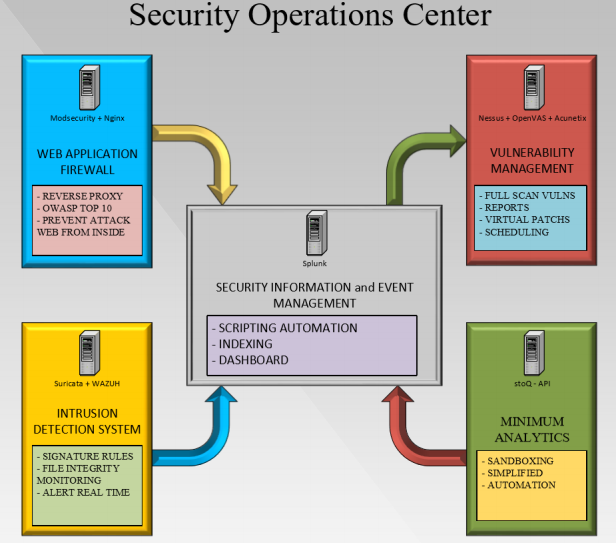 Security Operations Center
Modsecurity + Nginx
WEB APPLICATION
FIREWALL
- REVERSE PROXY
- OWASP TOP 10
- PREVENT ATTACK
WEB FROM INSIDE
Nessus + OpenVAS + Acunetix
VULNERABILITY
MANAGEMENT
- FULL SCAN VULNS
- REPORTS
- VIRTUAL PATCHS
- SCHEDULING
Splunk
SECURITY INFORMATION and EVENT
MANAGEMENT
- SCRIPTING AUTOMATION
- INDEXING
- DASHBOARD
Suricata + WAZUH
INTRUSION
DETECTION SYSTEM
- SIGNATURE RULES
- FILE INTEGRITY
MONITORING
- ALERT REAL TIME
stoQ - API
MINIMUM
ANALYTICS
- SANDBOXING
- SIMPLIFIED
- AUTOMATION